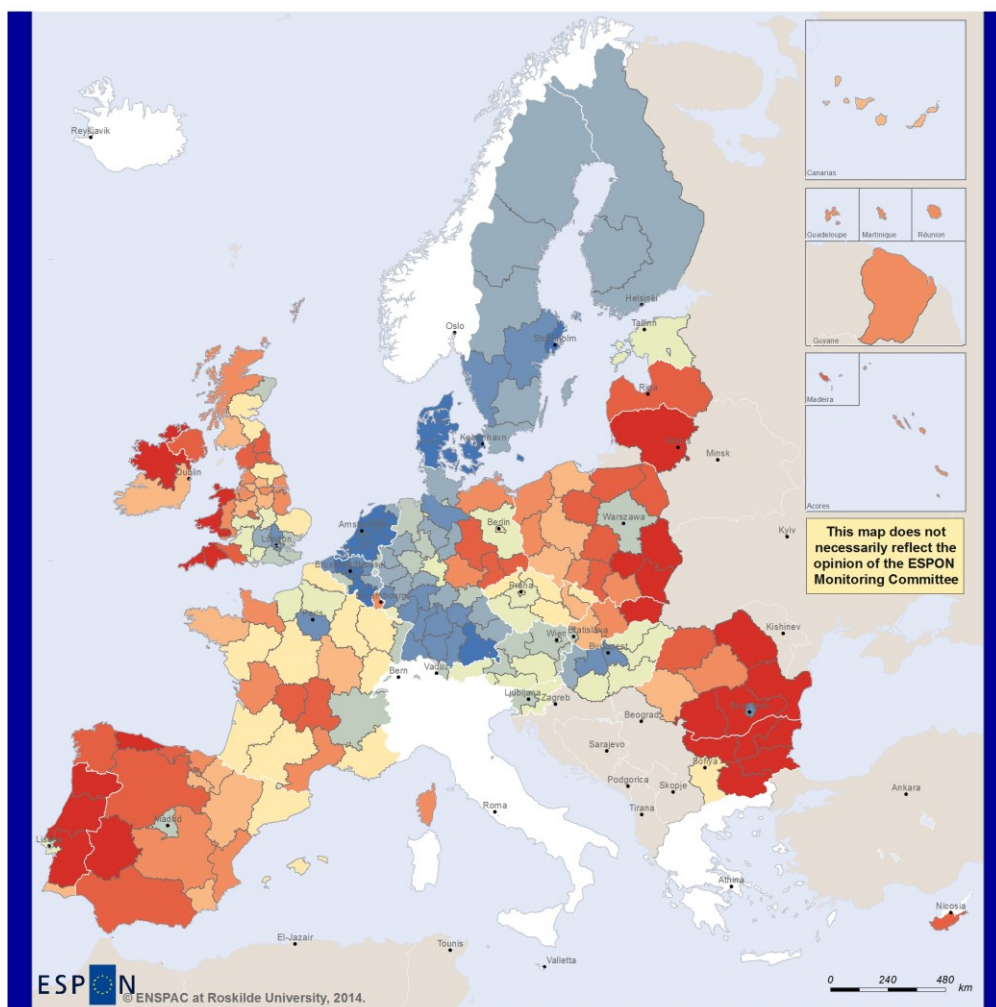 Reykjavik
Canarias
Guadeloupe
Martinique
Réunion
Guyane
Helsinki
Tallinn
Oslo
Stockholm
Riga
Madeira
Acores
København
Minsk
Dublin
Berlin
Warszawa
Kyiv
London
This map does not
necessarily reflect the
opinion of the ESPON
Monitoring Committee
Praha
Wien
Bratislava
Kishinev
Bern
Vaduz
Ljubljana
Zagreb
Beograd
Sarajevo
Sofiya
Podgorica
Skopje
Tirana
Roma
Ankara
Madrid
Athina
Nicosia
El-Jazair
Tounis
Valletta
ESPON
© ENSPAC at Roskilde University, 2014.
0 240 480
km